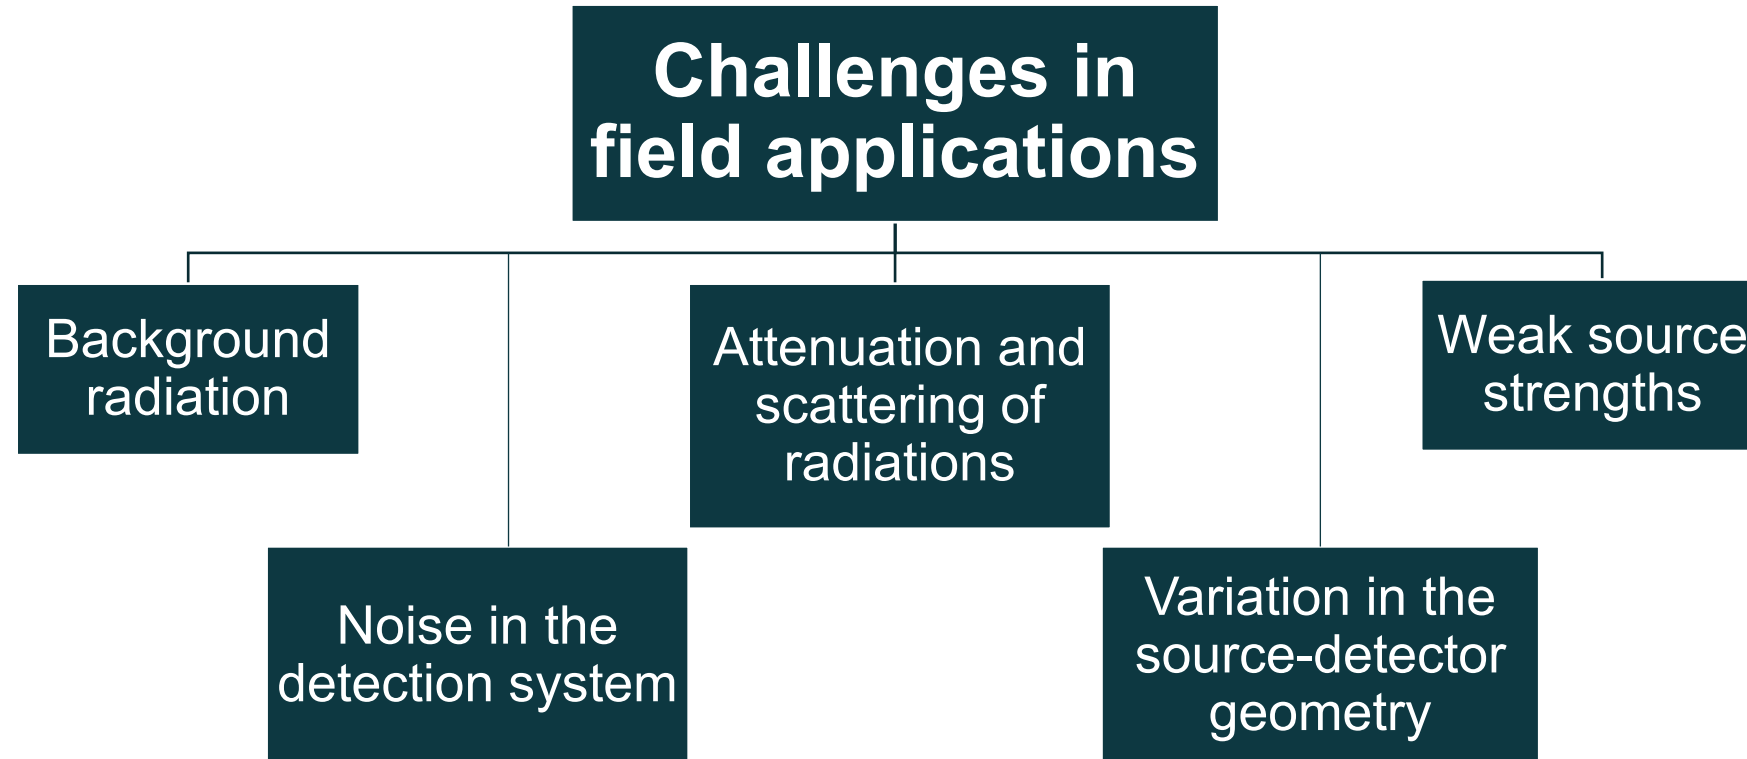 Challenges in
field applications
Background
radiation
Attenuation and
scattering of
radiations
Weak source
strengths
Noise in the
detection system
Variation in the
source-detector
geometry